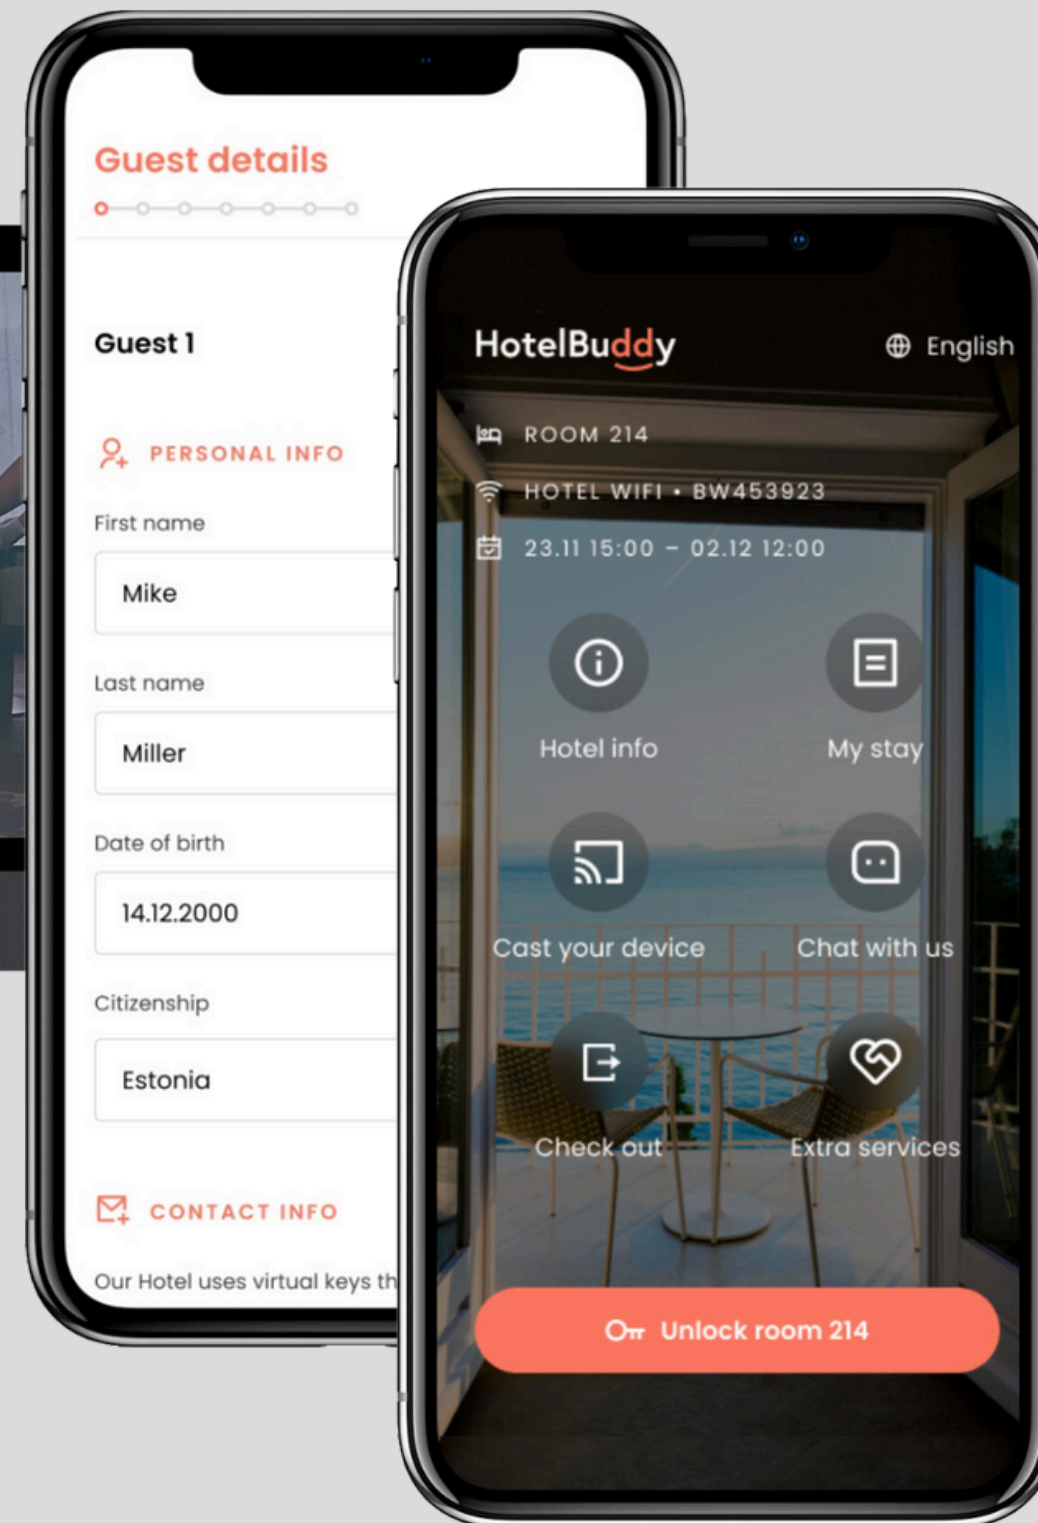 Guest details
Guest 1
PERSONAL INFO
First name
Mike
Last name
Miller
Date of birth
14.12.2000
Citizenship
Estonia
CONTACT INFO
Our Hotel uses virtual keys th
HotelBuddy
English
ROOM 214
HOTEL WIFI • BW453923
23.11 15:00 – 02.12 12:00
Hotel info
My stay
Cast your device
Chat with us
Check out
Extra services
Unlock room 214